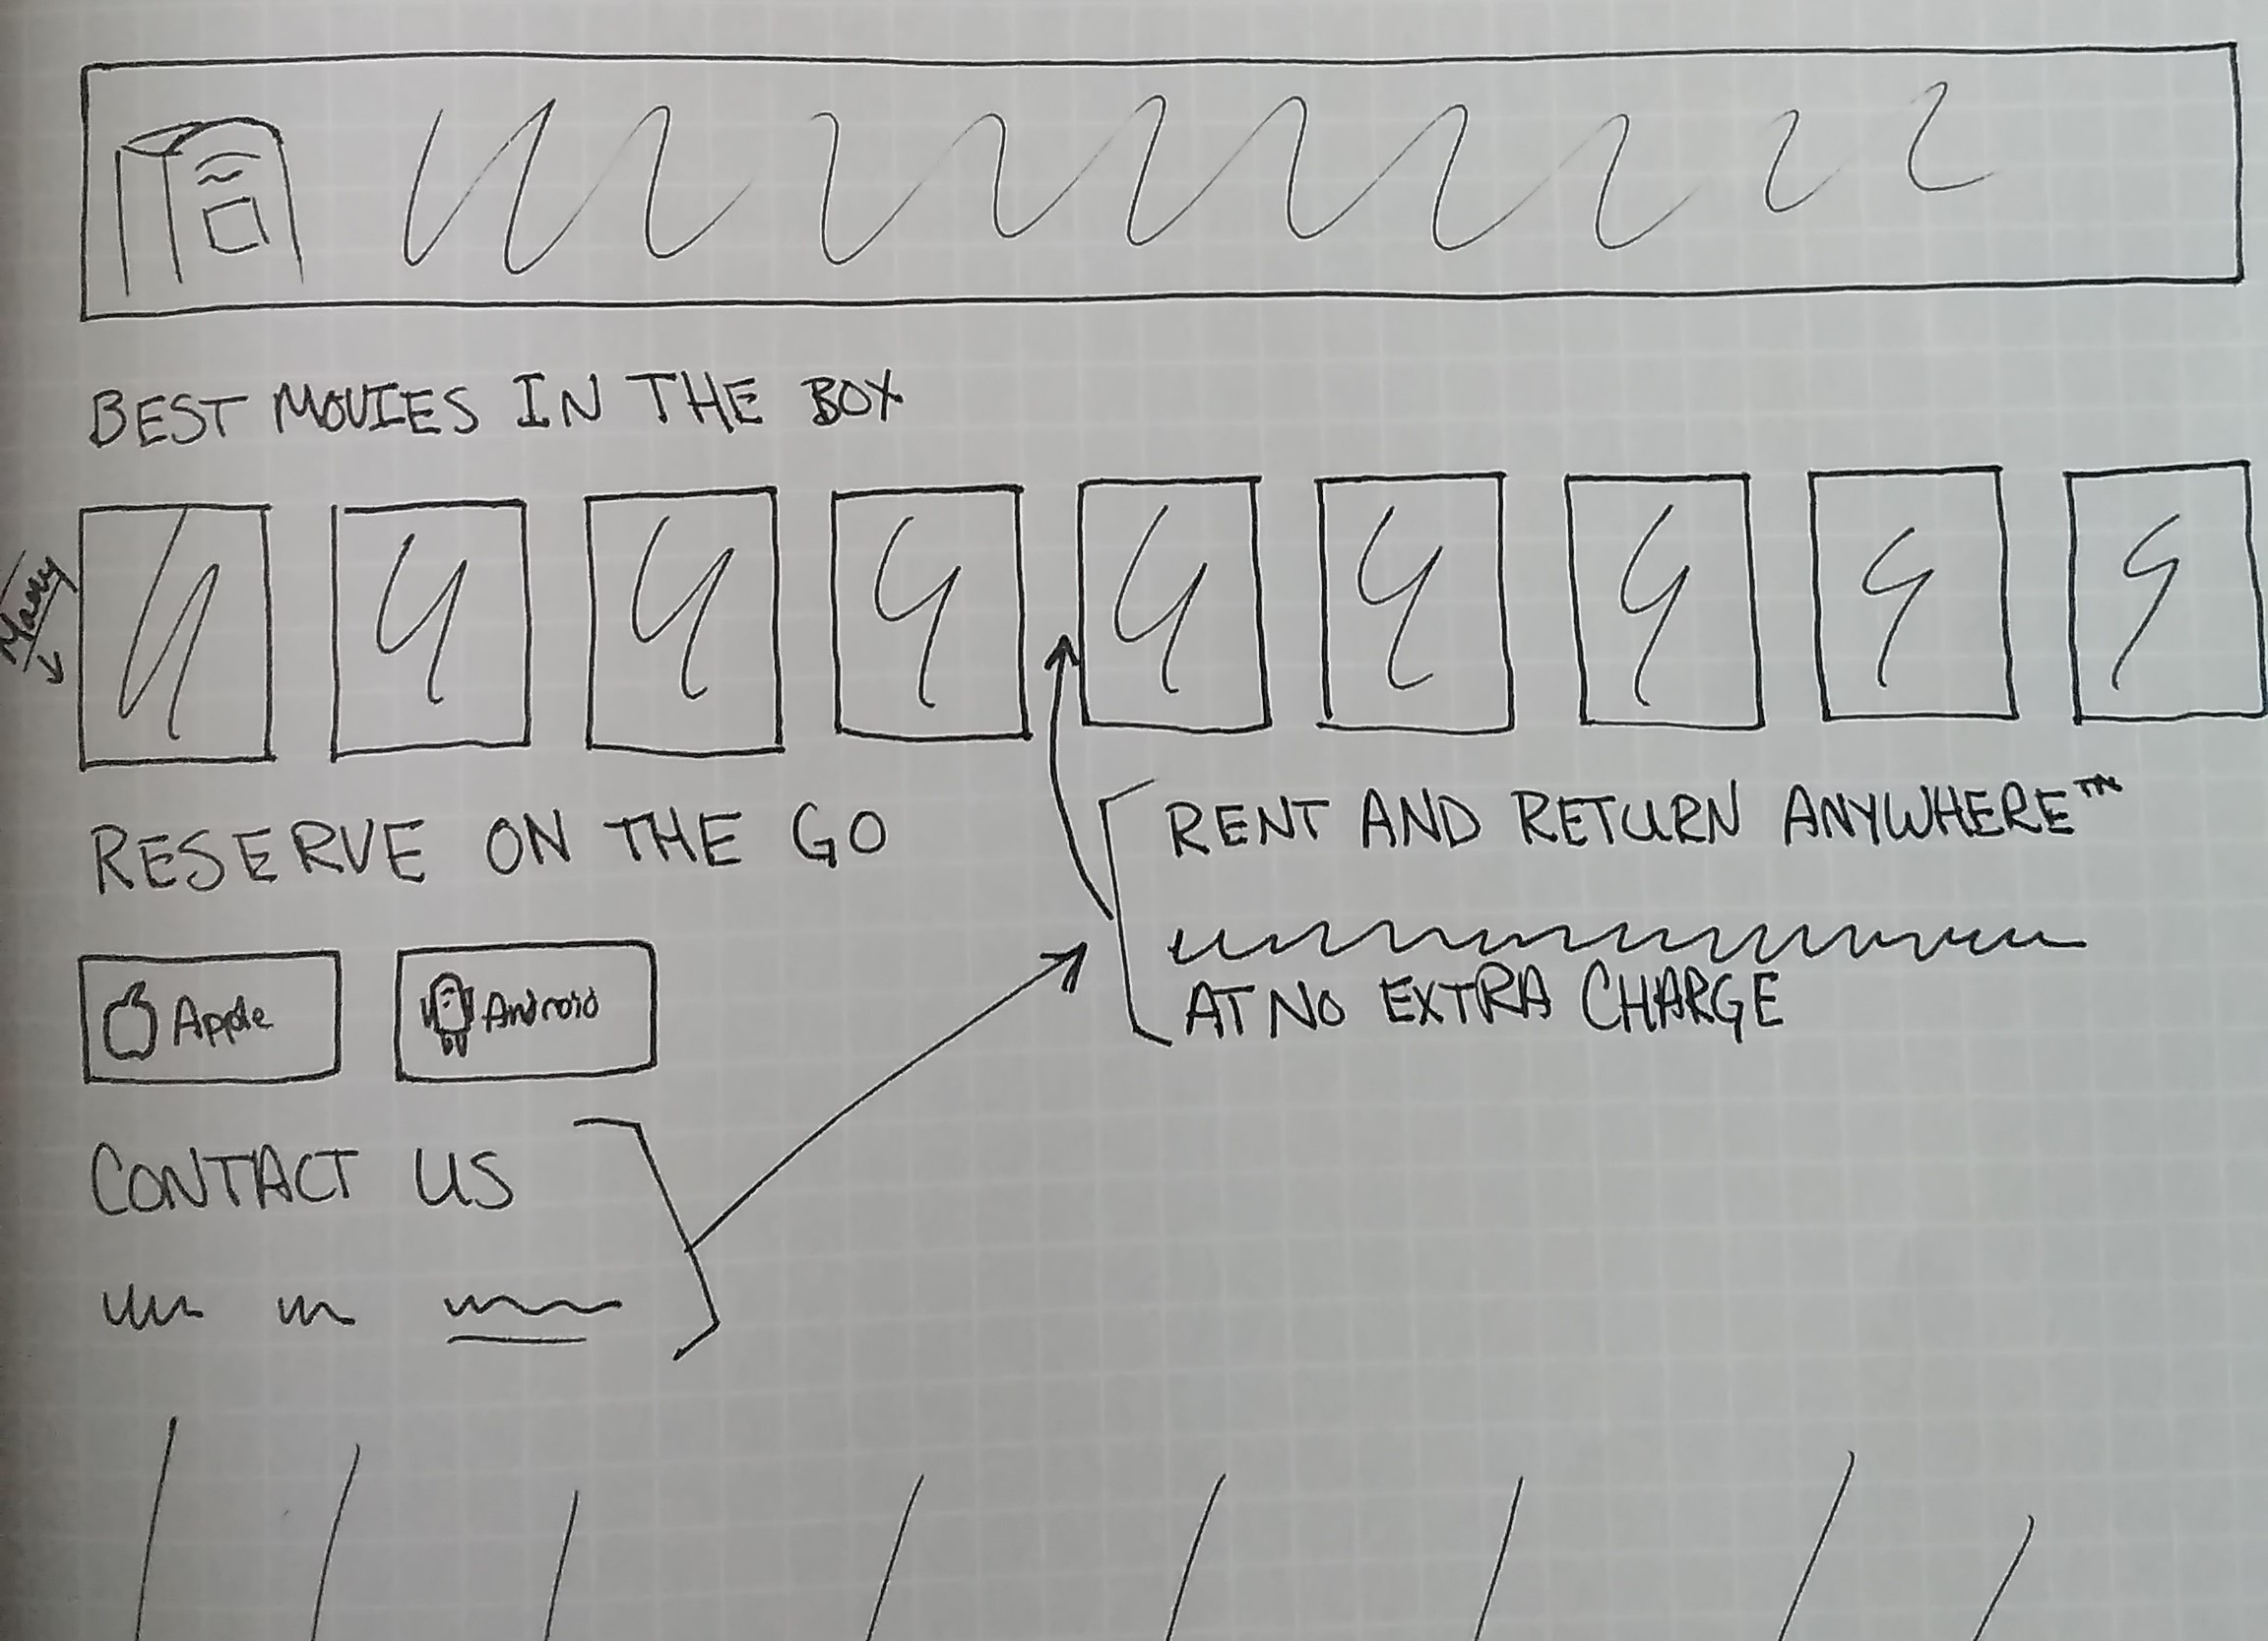 BEST MOVIES IN THE BOX
Many
RESERVE ON THE GO
RENT AND RETURN ANYWHERE™
AT NO EXTRA CHARGE
Apple
Android
CONTACT US